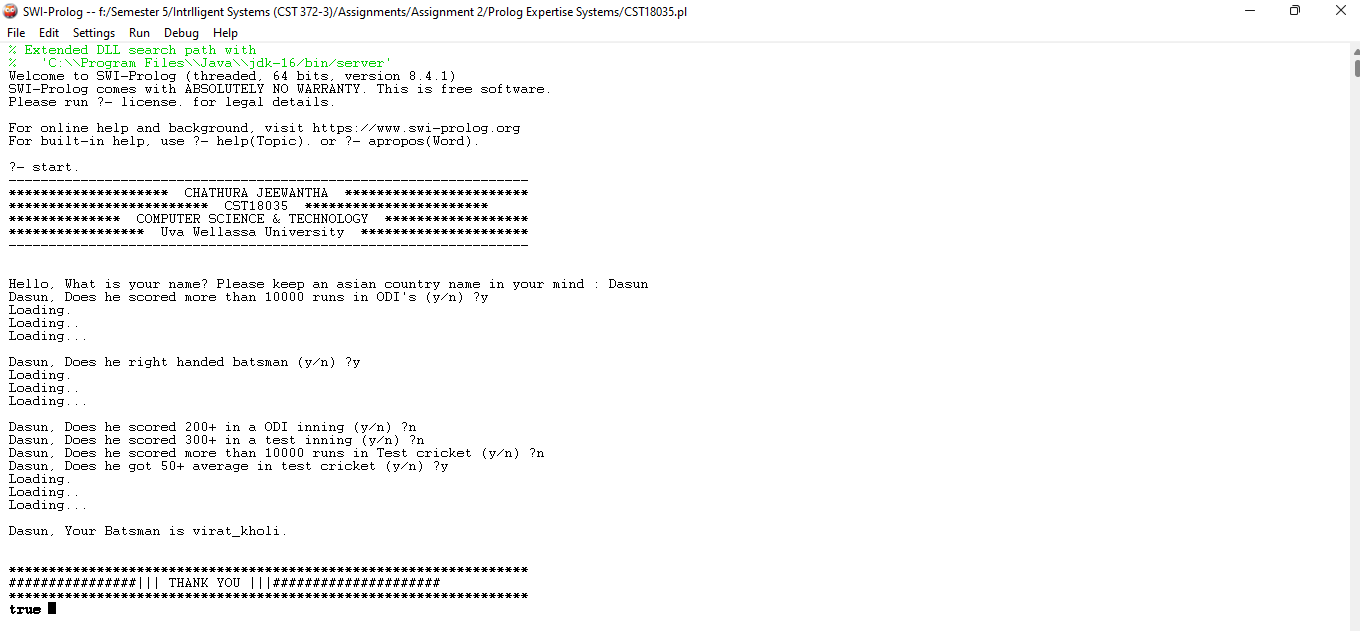 SWI-Prolog -- f:/Semester 5/Intrlligent Systems (CST 372-3)/Assignments/Assignment 2/Prolog Expertise Systems/CST18035.pl
File Edit Settings Run Debug Help
% Extended DLL search path with
%   'C:\\Program Files\\Java\\jdk-16/bin/server'
Welcome to SWI-Prolog (threaded, 64 bits, version 8.4.1)
SWI-Prolog comes with ABSOLUTELY NO WARRANTY. This is free software.
Please run ?- license. for legal details.

For online help and background, visit https://www.swi-prolog.org
For built-in help, use ?- help(Topic). or ?- apropos(Word).

?- start.
-----------------------------------------------------------------
********************  CHATHURA JEEWANTHA  ***********************
*************************  CST18035  ***********************
**************  COMPUTER SCIENCE & TECHNOLOGY  ******************
*****************  Uva Wellassa University  *********************
-----------------------------------------------------------------

Hello, What is your name? Please keep an asian country name in your mind : Dasun
Dasun, Does he scored more than 10000 runs in ODI's (y/n) ?y
Loading.
Loading..
Loading...

Dasun, Does he right handed batsman (y/n) ?y
Loading.
Loading..
Loading...

Dasun, Does he scored 200+ in a ODI inning (y/n) ?n
Dasun, Does he scored 300+ in a test inning (y/n) ?n
Dasun, Does he scored more than 10000 runs in Test cricket (y/n) ?n
Dasun, Does he got 50+ average in test cricket (y/n) ?y
Loading.
Loading..
Loading...

Dasun, Your Batsman is virat_kholi.

*****************************************************************
################||| THANK YOU |||#####################
*****************************************************************
true